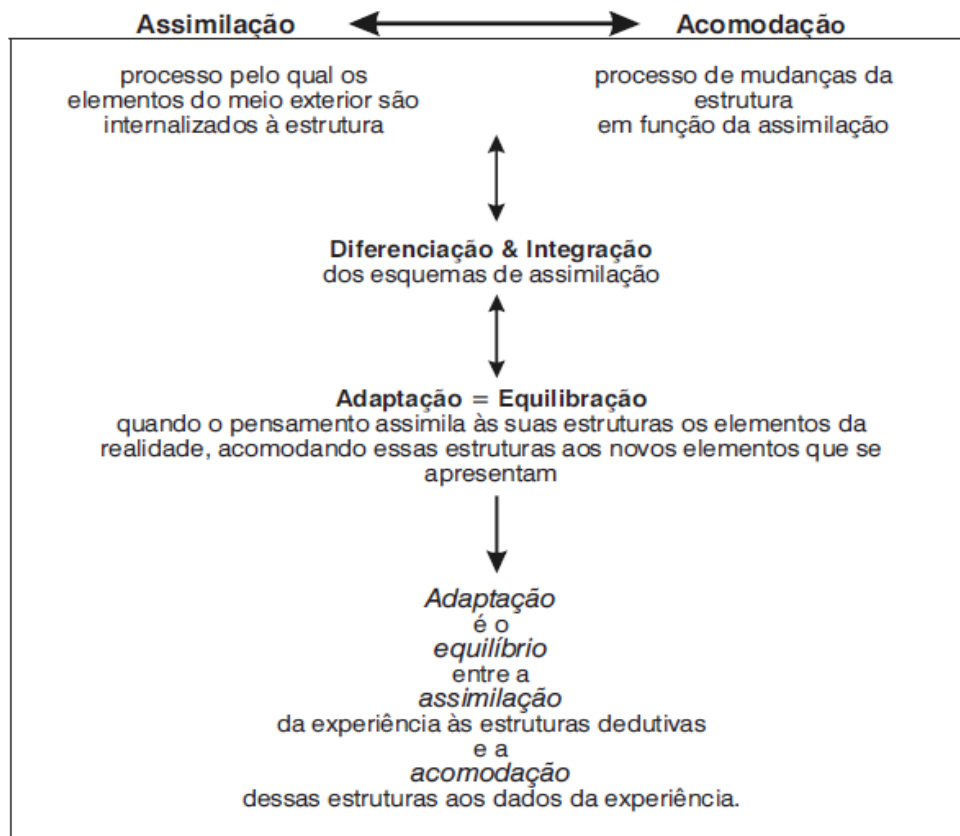 Assimilação Acomodação
processo pelo qual os
elementos do meio exterior são
internalizados à estrutura
processo de mudanças da
estrutura
em função da assimilação
Diferenciação & Integração
dos esquemas de assimilação
Adaptação = Equilibração
quando o pensamento assimila às suas estruturas os elementos da
realidade, acomodando essas estruturas aos novos elementos que se
apresentam
Adaptação
é o
equilíbrio
entre a
assimilação
da experiência às estruturas dedutivas
e a
acomodação
dessas estruturas aos dados da experiência.